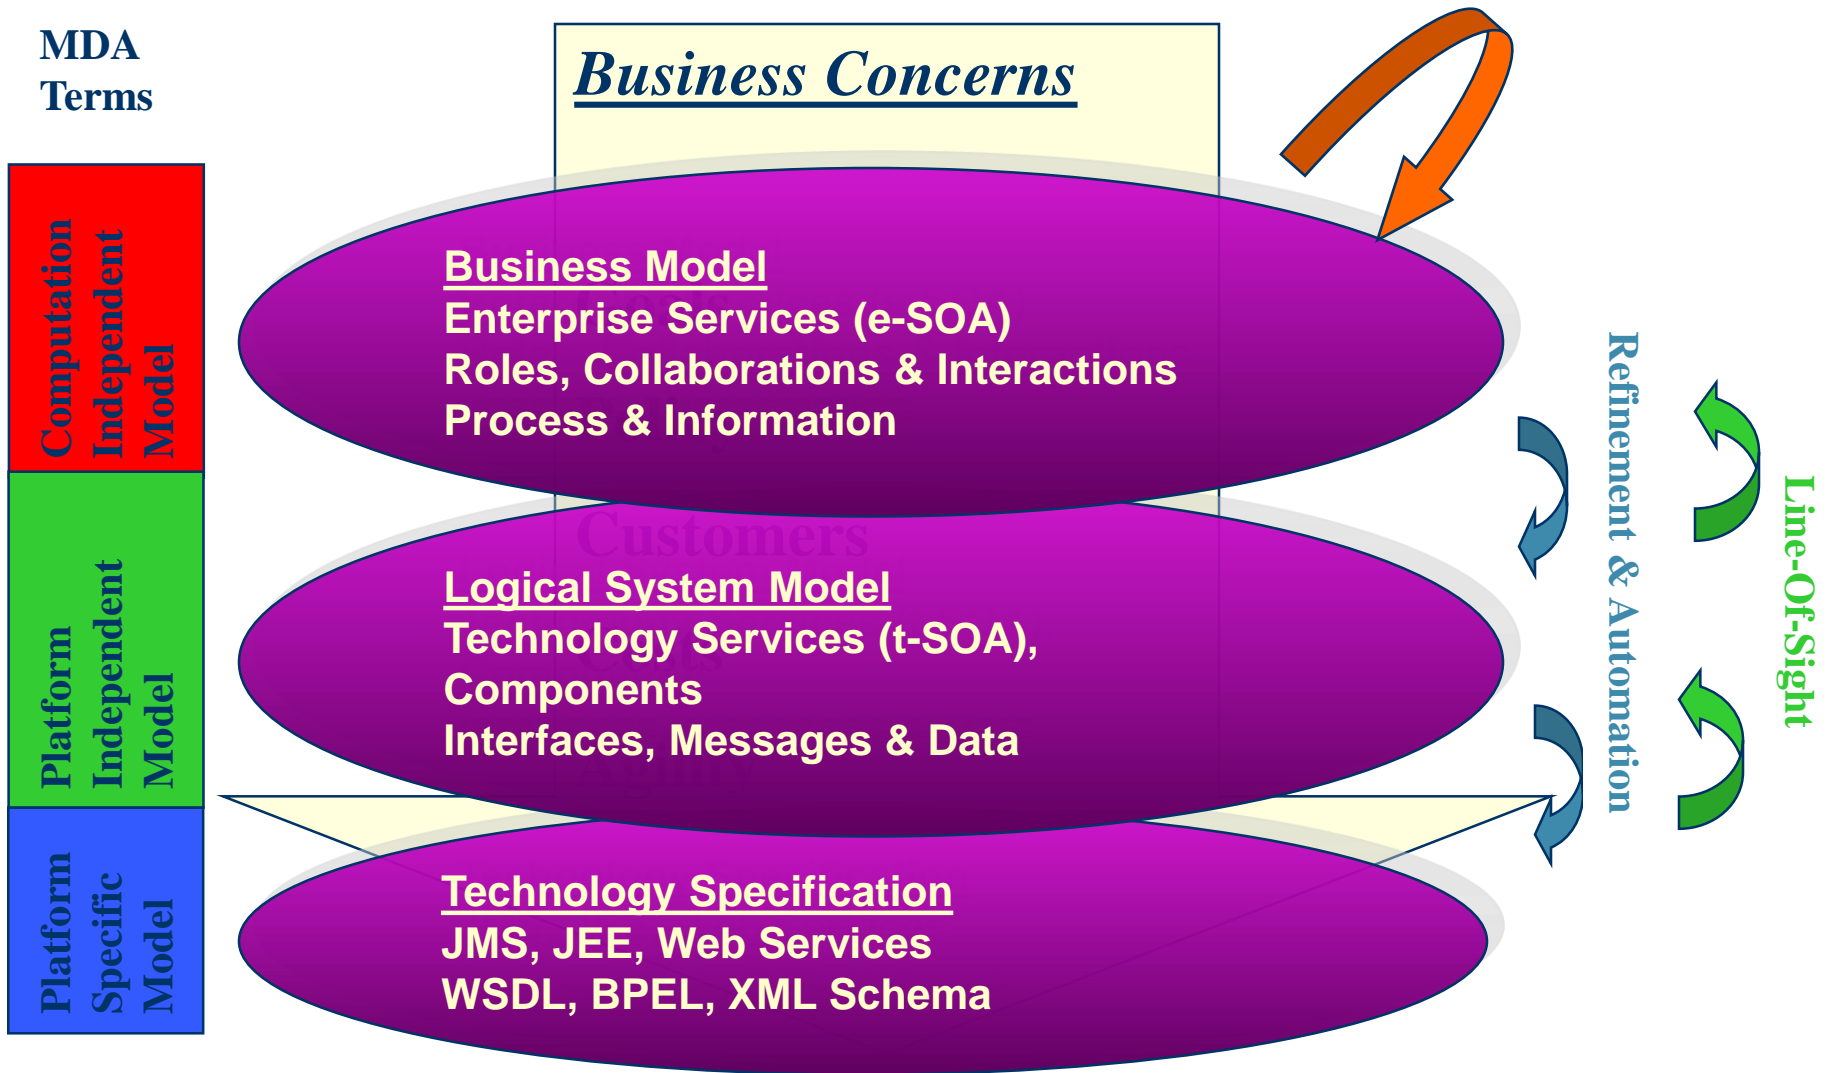 MDA
Terms
Business Concerns
Computation
Independent
Model
Business Model
Enterprise Services (e-SOA)
Roles, Collaborations & Interactions
Process & Information
Platform
Independent
Model
Customers
Logical System Model
Technology Services (t-SOA),
Costs
Components
Interfaces, Messages & Data
Agility
Platform
Specific
Model
Technology Specification
JMS, JEE, Web Services
WSDL, BPEL, XML Schema
Refinement & Automation
Line-Of-Sight